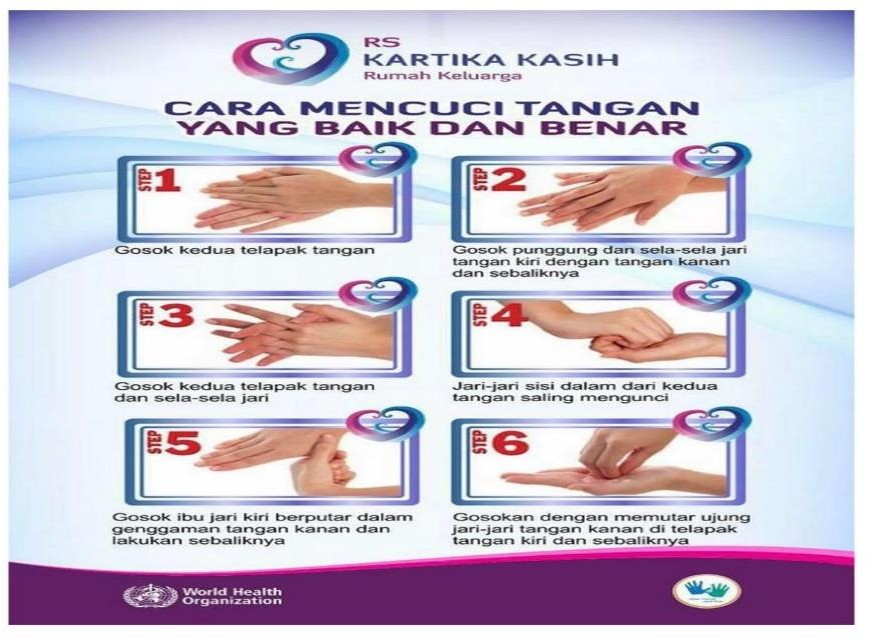 RS
KARTIKA KASIH
Rumah Keluarga
CARA MENCUCI TANGAN
YANG BAIK DAN BENAR
STEP 1
Gosok kedua telapak tangan
STEP 2
Gosok punggung dan sela-sela jari
tangan kiri dengan tangan kanan
dan sebaliknya
STEP 3
Gosok kedua telapak tangan
dan sela-sela jari
STEP 4
Jari-jari sisi dalam dari kedua
tangan saling mengunci
STEP 5
Gosok ibu jari kiri berputar dalam
genggaman tangan kanan dan
lakukan sebaliknya
STEP 6
Gosokan dengan memutar ujung
jari-jari tangan kanan di telapak
tangan kiri dan sebaliknya
World Health
Organization